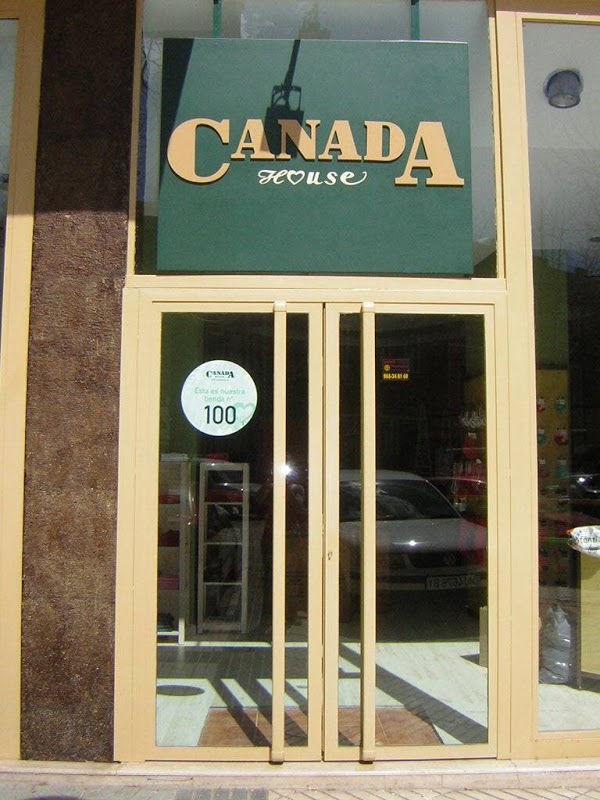 CANADA
House
CANADA
Esta es nuestra
tienda nº
100